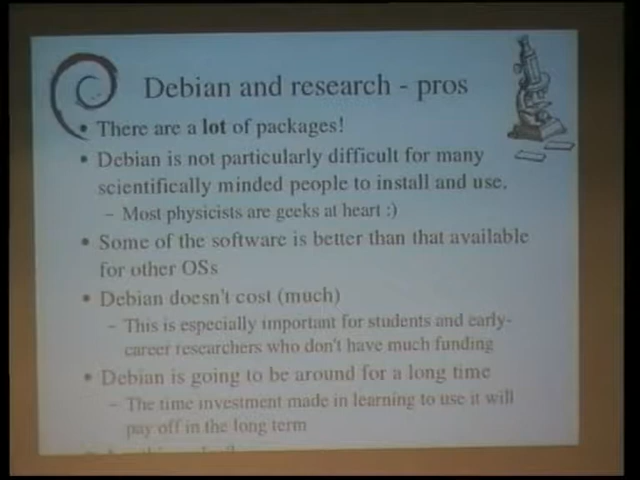 Debian and research - pros
• There are a lot of packages!
• Debian is not particularly difficult for many
scientifically minded people to install and use.
– Most physicists are geeks at heart :)
• Some of the software is better than that available
for other OSs
• Debian doesn't cost (much)
– This is especially important for students and early-
career researchers who don't have much funding
• Debian is going to be around for a long time
– The time investment made in learning to use it will
pay off in the long term